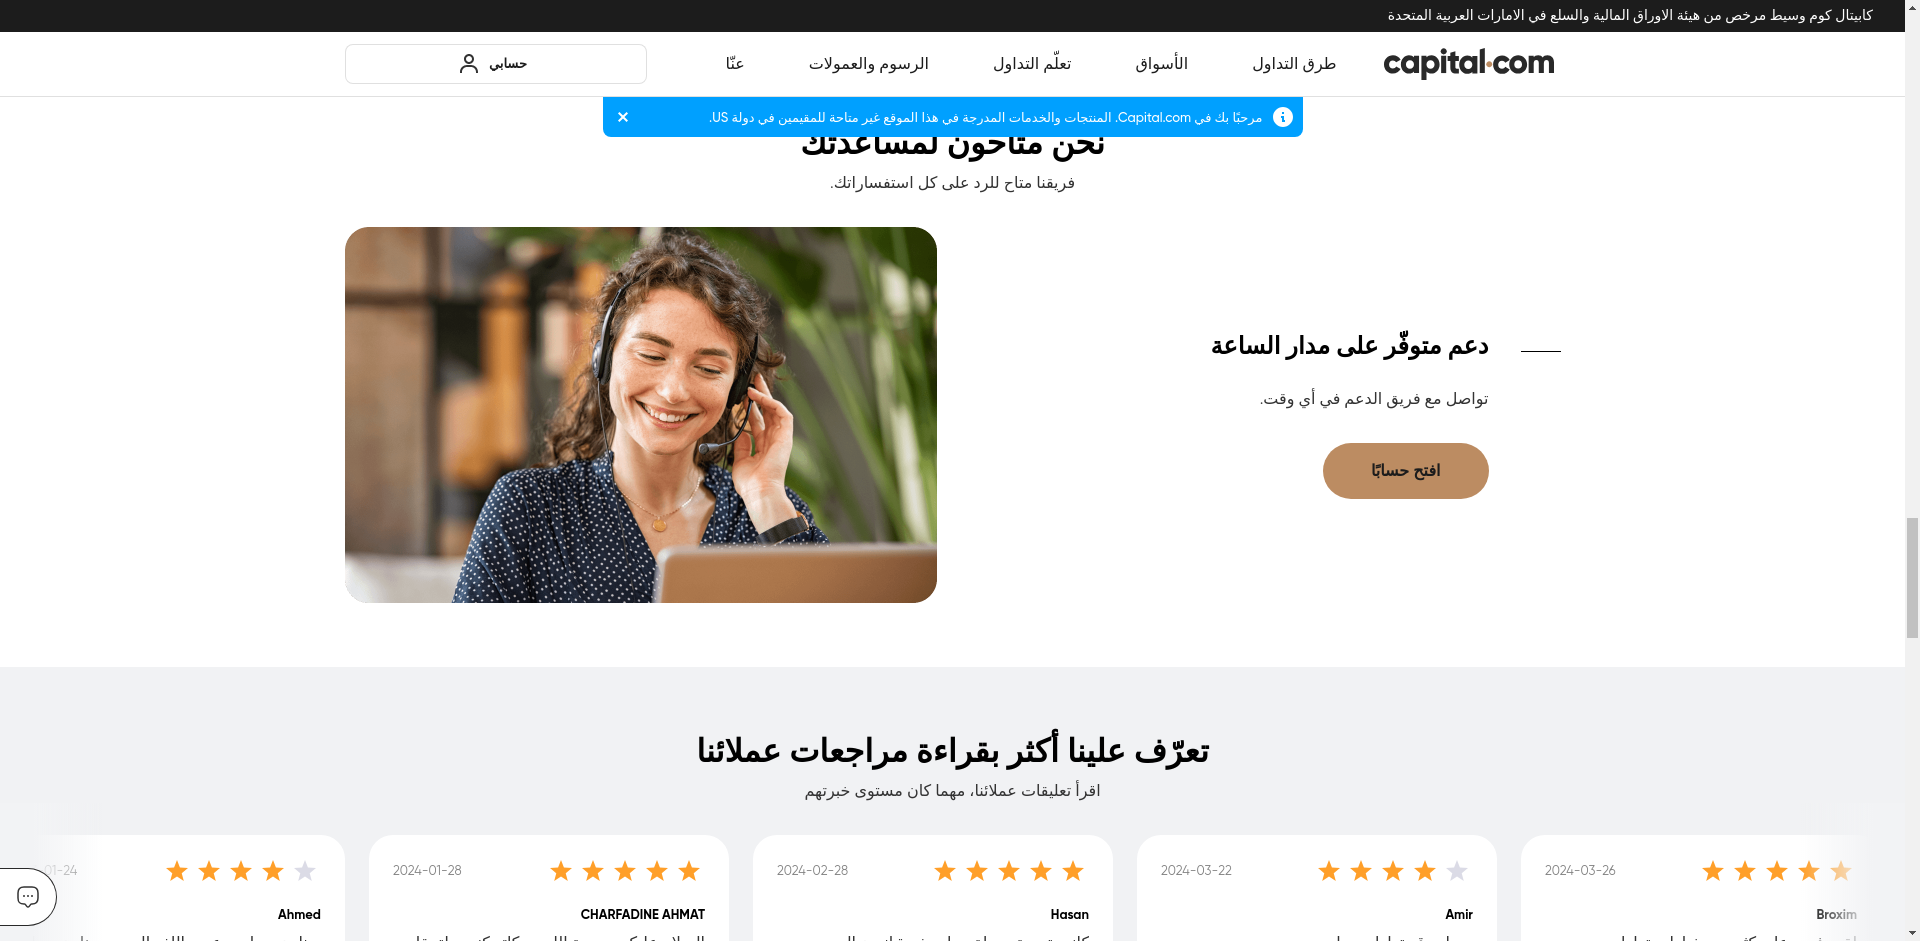 كابيتال كوم وسيط مرخص من هيئة الاوراق المالية والسلع في الامارات العربية المتحدة
capital.com
طرق التداول
الأسواق
تعلّم التداول
الرسوم والعمولات
عنّا
حسابي
مرحبًا بك في Capital.com. المنتجات والخدمات المدرجة في هذا الموقع غير متاحة للمقيمين في دولة US.
نحن متاحون لمساعدتك
فريقنا متاح للرد على كل استفساراتك.
دعم متوفّر على مدار الساعة
تواصل مع فريق الدعم في أي وقت.
افتح حسابًا
تعرّف علينا أكثر بقراءة مراجعات عملائنا
اقرأ تعليقات عملائنا، مهما كان مستوى خبرتهم
2024-03-26
Broxim
2024-03-22
Amir
2024-02-28
Hasan
2024-01-28
CHARFADINE AHMAT
01-24
Ahmed